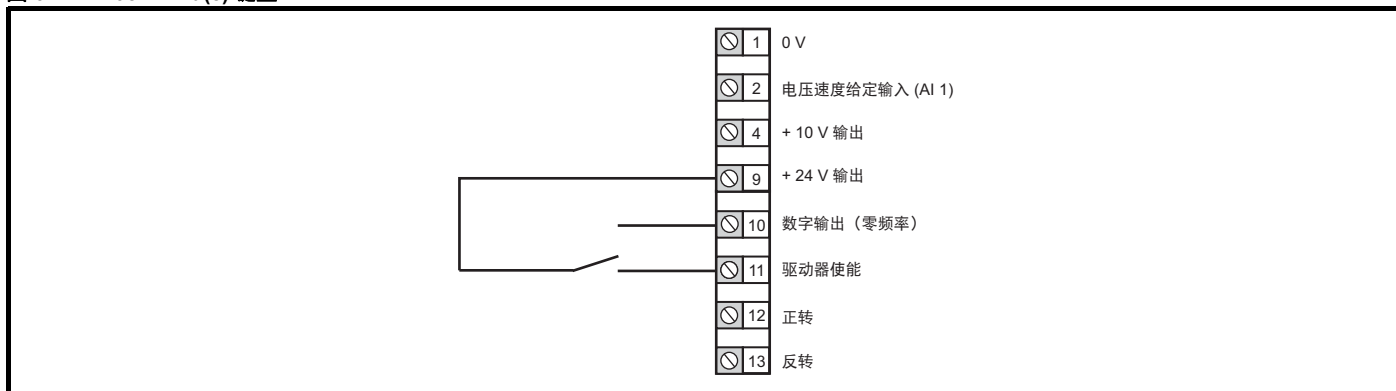 1 0 V
2 电压速度给定输入 (AI 1)
4 + 10 V 输出
9 + 24 V 输出
10 数字输出（零频率）
11 驱动器使能
12 正转
13 反转